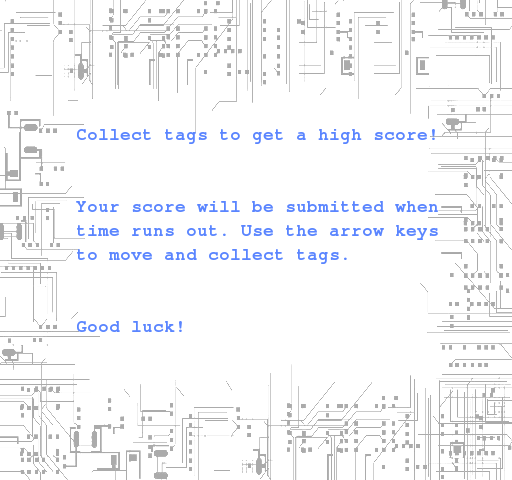 Collect tags to get a high score!
Your score will be submitted when
time runs out. Use the arrow keys
to move and collect tags.
Good luck!